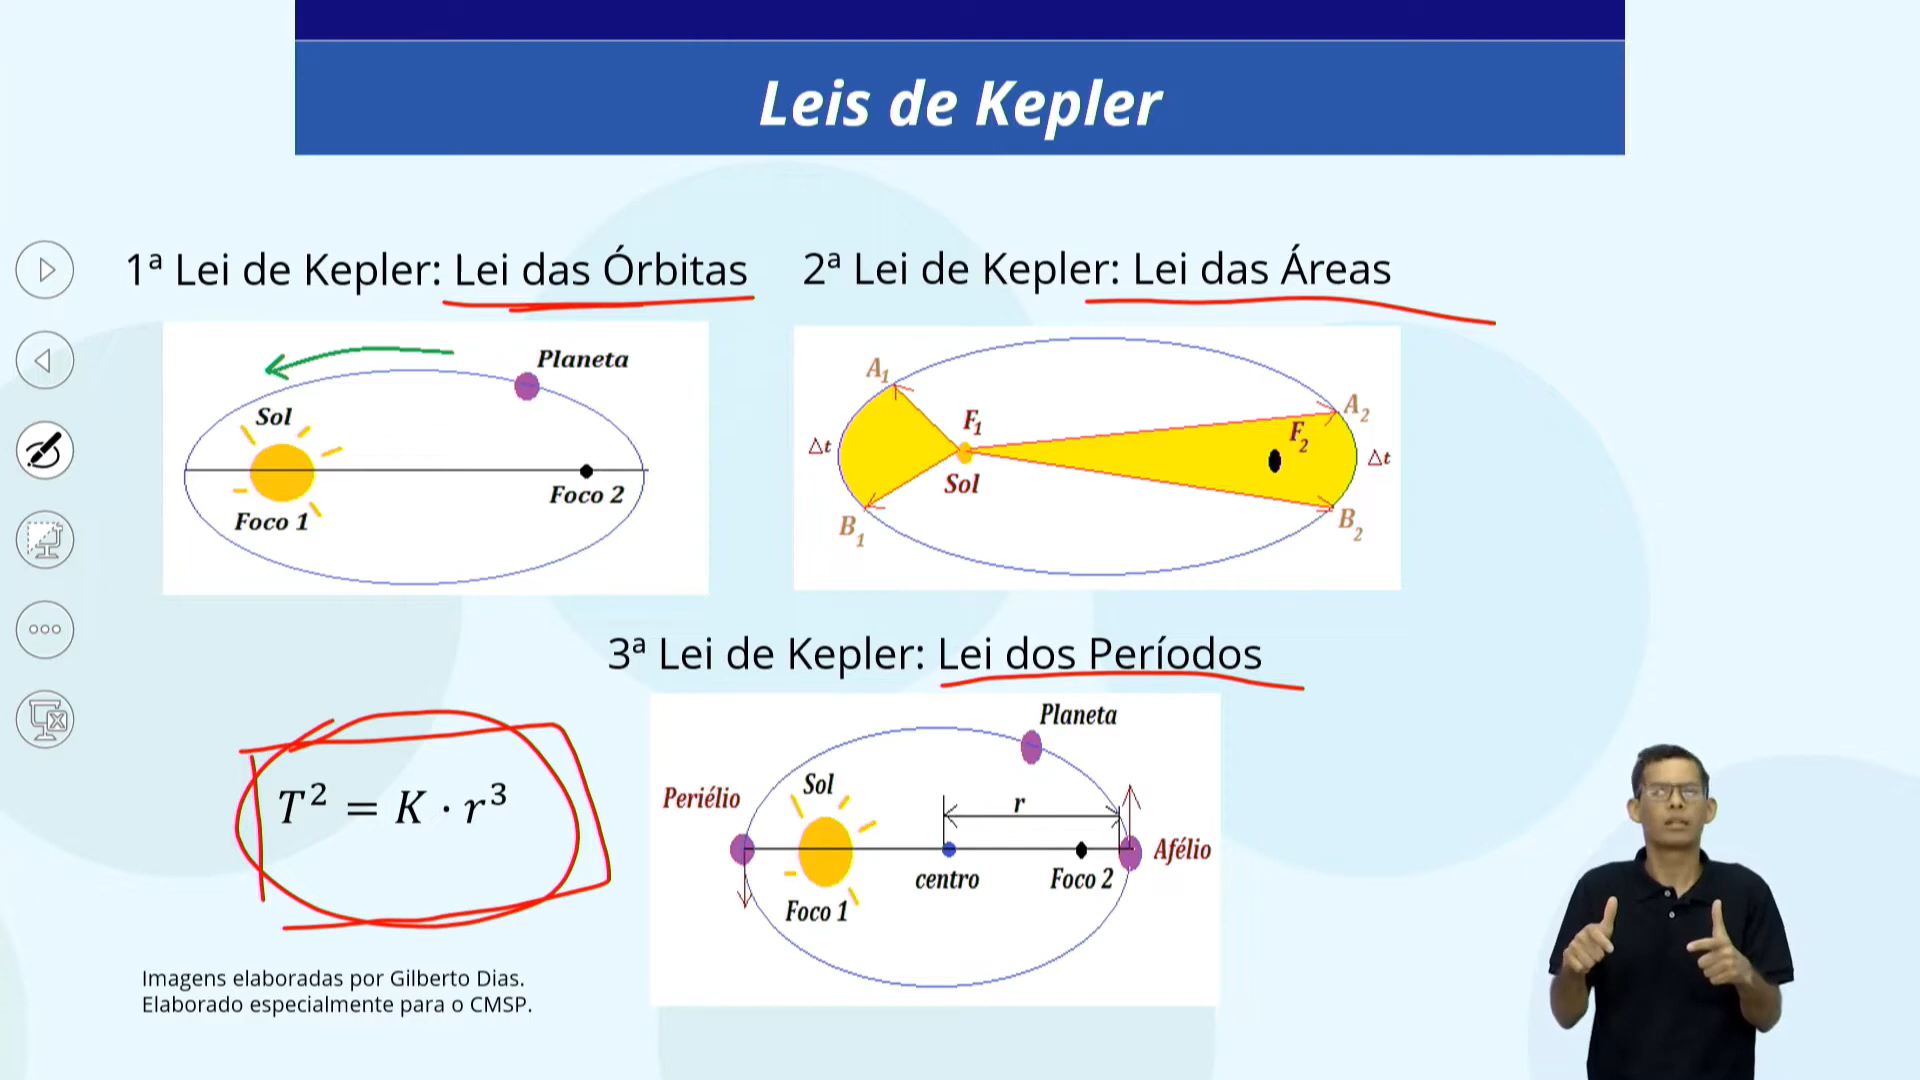 Leis de Kepler
1ª Lei de Kepler: Lei das Órbitas
2ª Lei de Kepler: Lei das Áreas
Planeta
Sol
Foco 1
Foco 2
A1
F1
A2
F2
Δt
Δt
Sol
B1
B2
3ª Lei de Kepler: Lei dos Períodos
T² = K · r³
Planeta
Sol
Periélio
r
Afélio
centro
Foco 2
Foco 1
Imagens elaboradas por Gilberto Dias.
Elaborado especialmente para o CMSP.